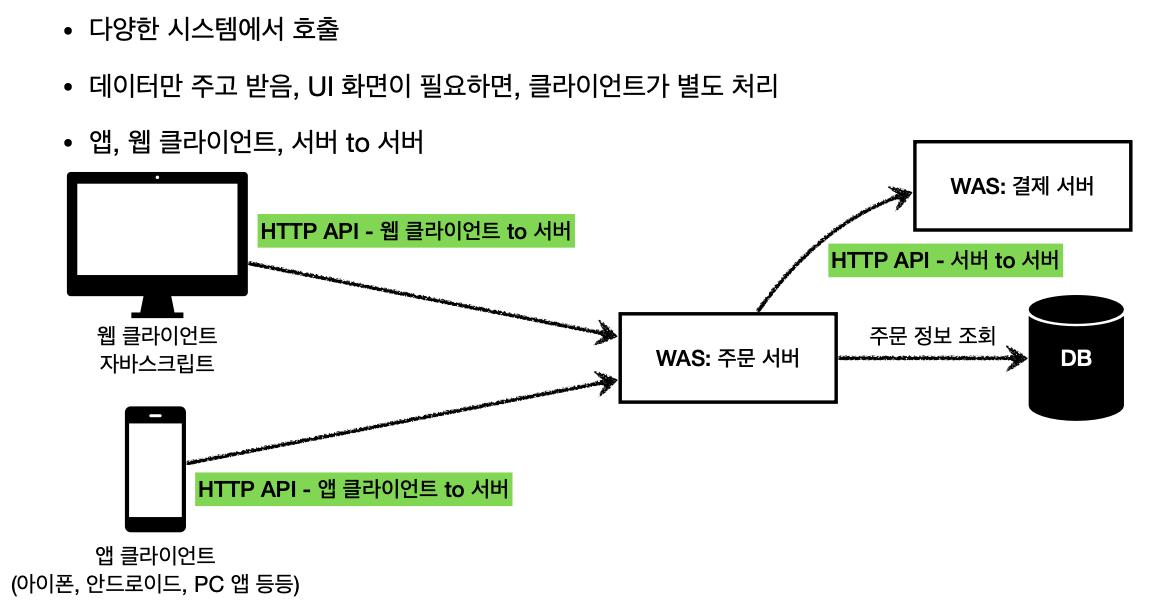 • 다양한 시스템에서 호출
• 데이터만 주고 받음, UI 화면이 필요하면, 클라이언트가 별도 처리
• 앱, 웹 클라이언트, 서버 to 서버
WAS: 결제 서버
HTTP API - 웹 클라이언트 to 서버
HTTP API - 서버 to 서버
웹 클라이언트
자바스크립트
WAS: 주문 서버
주문 정보 조회
DB
HTTP API - 앱 클라이언트 to 서버
앱 클라이언트
(아이폰, 안드로이드, PC 앱 등등)